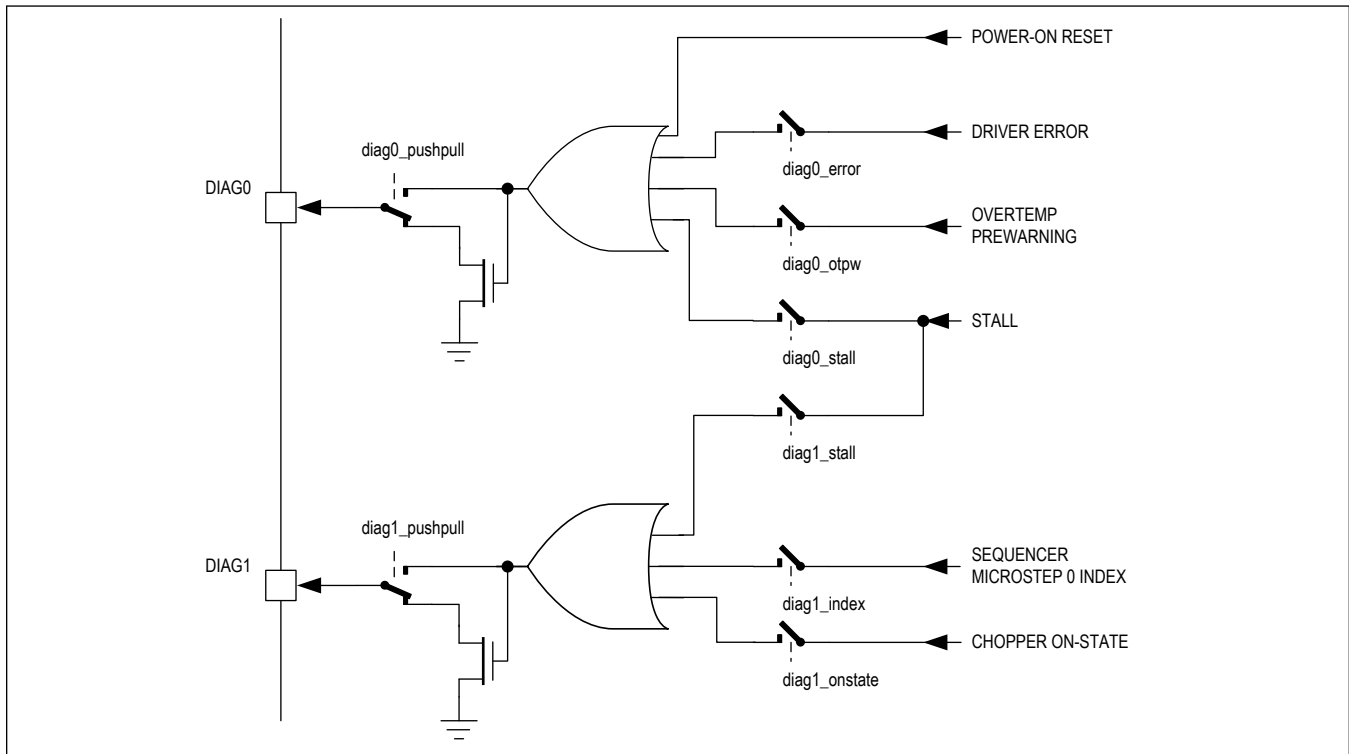 POWER-ON RESET
DRIVER ERROR
diag0_pushpull
diag0_error
DIAG0
OVERTEMP
PREWARNING
diag0_otpw
STALL
diag0_stall
diag1_stall
diag1_pushpull
SEQUENCER
MICROSTEP 0 INDEX
DIAG1
diag1_index
CHOPPER ON-STATE
diag1_onstate